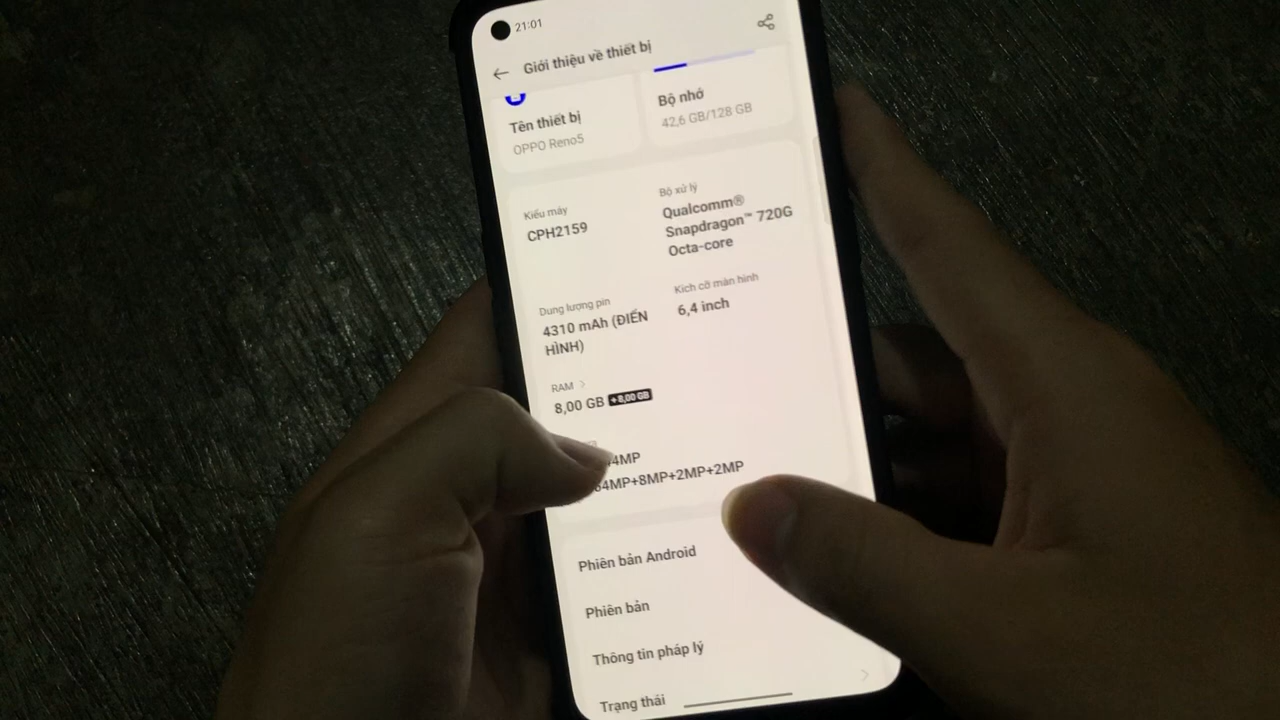 21:01
Giới thiệu về thiết bị
Tên thiết bị
OPPO Reno5
Bộ nhớ
42,6 GB/128 GB
Kiểu máy
CPH2159
Bộ xử lý
Qualcomm®
Snapdragon™ 720G
Octa-core
Dung lượng pin
4310 mAh (ĐIỂN
HÌNH)
Kích cỡ màn hình
6,4 inch
RAM
8,00 GB +8,00 GB
64MP+8MP+2MP+2MP
Phiên bản Android
Phiên bản
Thông tin pháp lý
Trạng thái